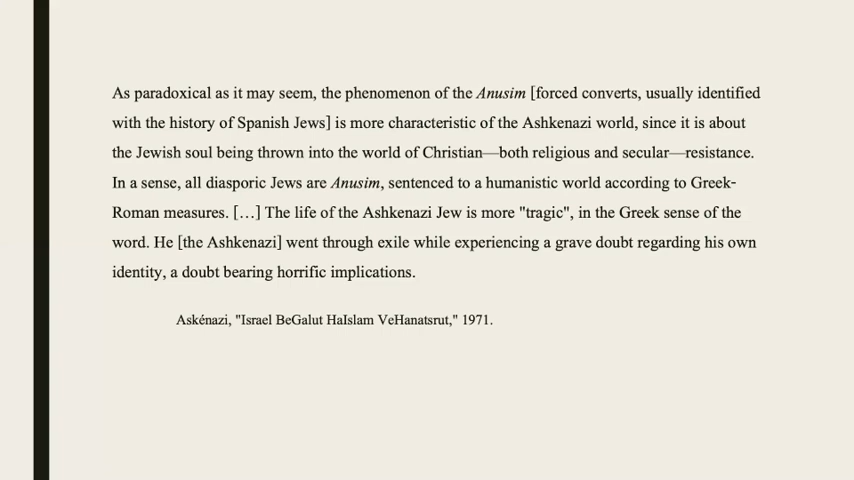 As paradoxical as it may seem, the phenomenon of the Anusim [forced converts, usually identified
with the history of Spanish Jews] is more characteristic of the Ashkenazi world, since it is about
the Jewish soul being thrown into the world of Christian—both religious and secular—resistance.
In a sense, all diasporic Jews are Anusim, sentenced to a humanistic world according to Greek-
Roman measures. […] The life of the Ashkenazi Jew is more "tragic", in the Greek sense of the
word. He [the Ashkenazi] went through exile while experiencing a grave doubt regarding his own
identity, a doubt bearing horrific implications.
Askénazi, "Israel BeGalut HaIslam VeHanatsrut," 1971.